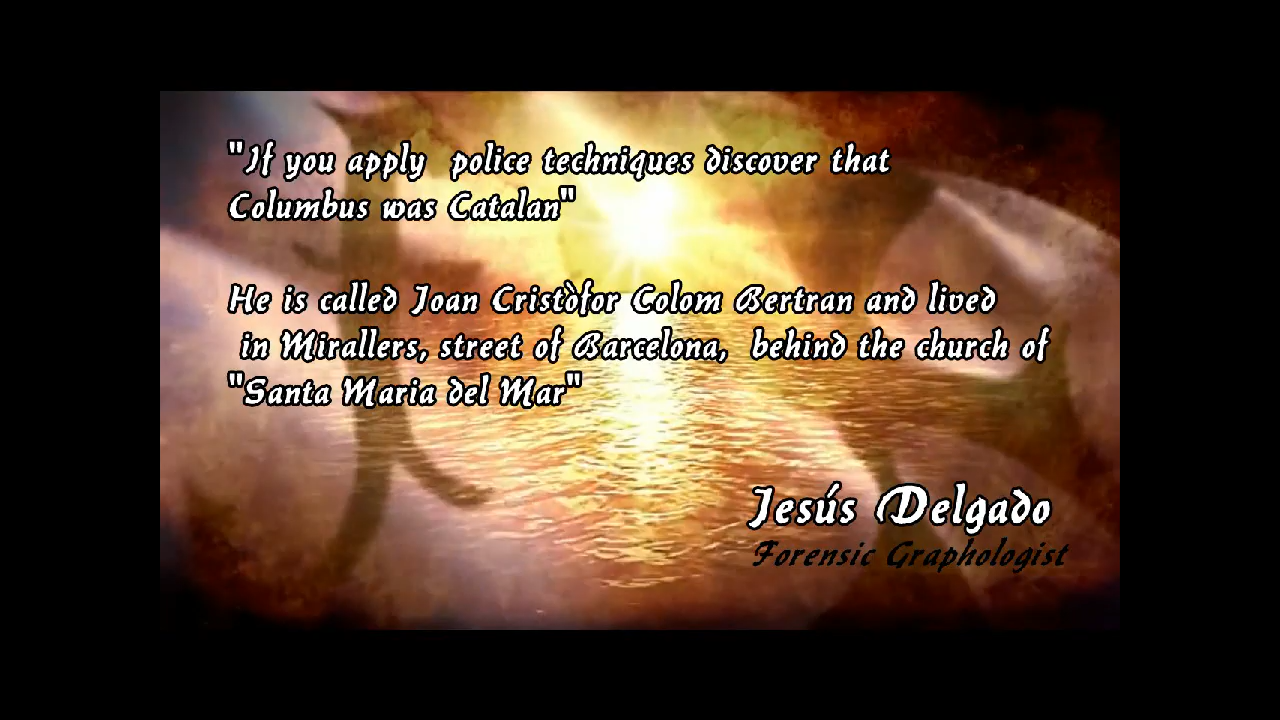 "If you apply police techniques discover that
Columbus was Catalan"
He is called Joan Cristòfor Colom Bertran and lived
in Mirallers, street of Barcelona, behind the church of
"Santa Maria del Mar"
Jesús Delgado
Forensic Graphologist